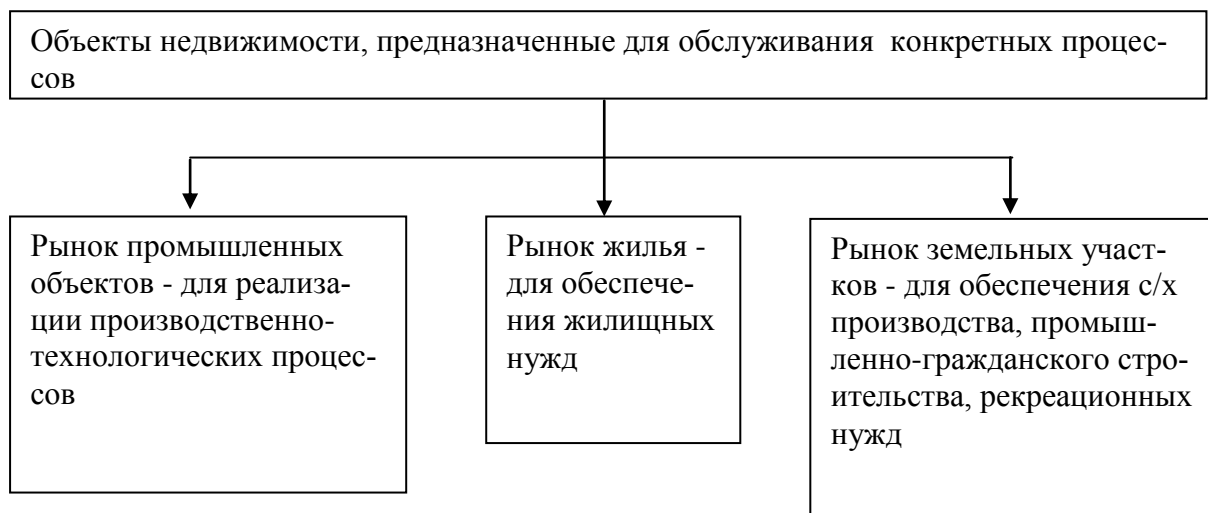 Объекты недвижимости, предназначенные для обслуживания  конкретных процес-
сов
Рынок промышленных
объектов - для реализа-
ции производственно-
технологических процес-
сов
Рынок жилья -
для обеспече-
ния жилищных
нужд
Рынок земельных участ-
ков - для обеспечения с/х
производства, промыш-
ленно-гражданского стро-
ительства, рекреационных
нужд